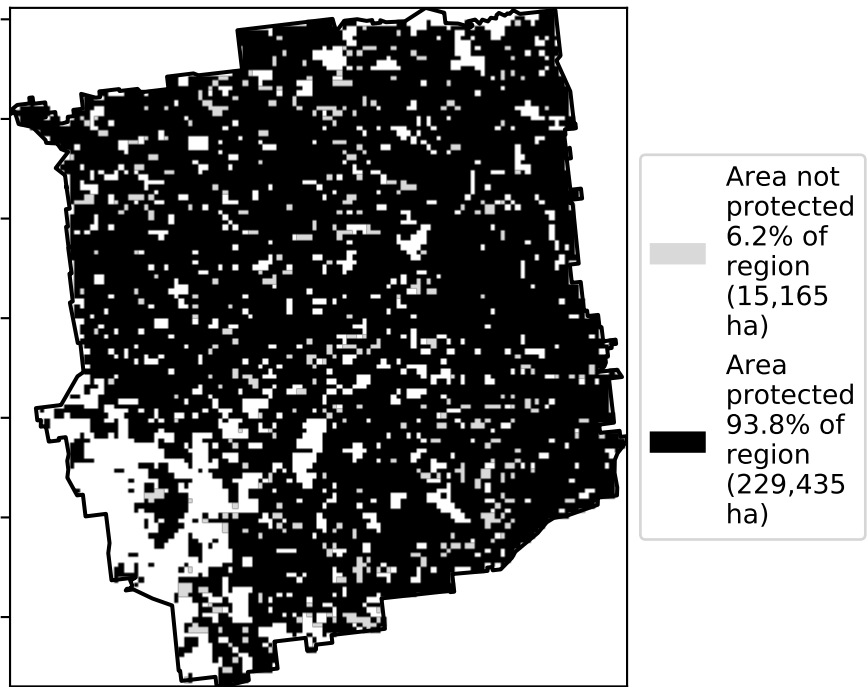 Area not
protected
6.2% of
region
(15,165
ha)
Area
protected
93.8% of
region
(229,435
ha)